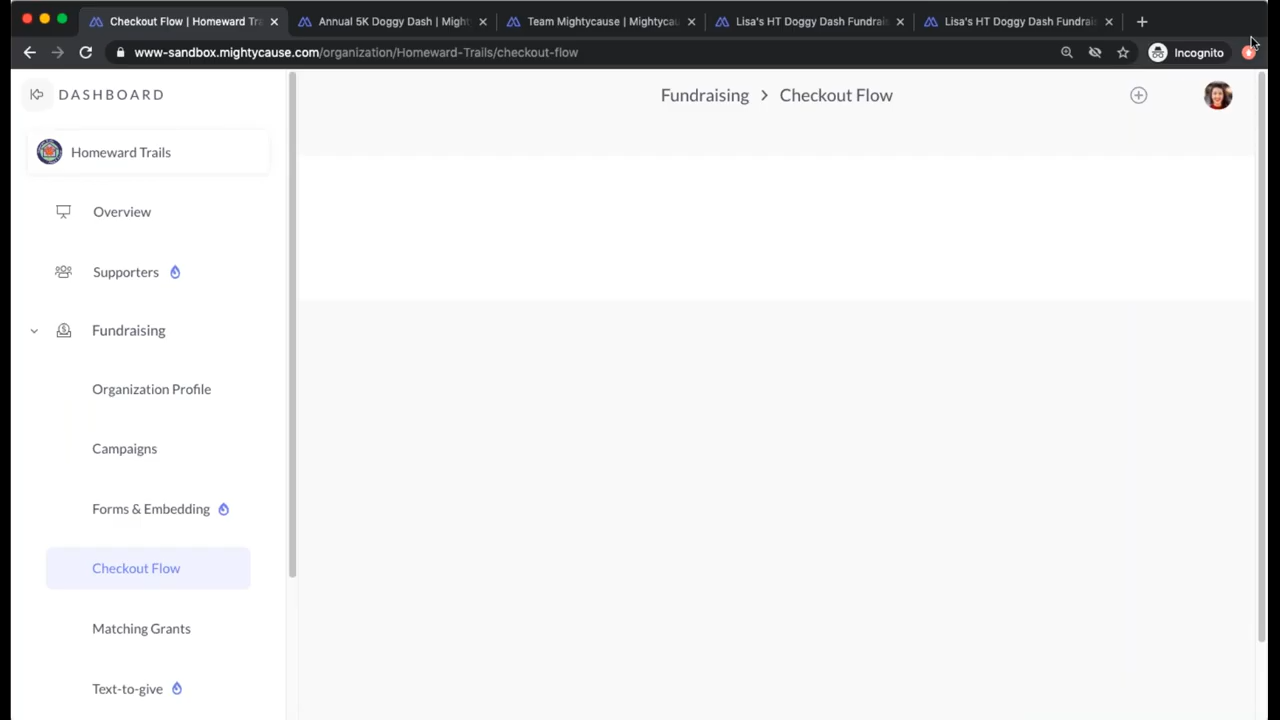 Checkout Flow | Homeward Tra
Annual 5K Doggy Dash | Might
Team Mightycause | Mightycau
Lisa's HT Doggy Dash Fundrais
Lisa's HT Doggy Dash Fundrais
www-sandbox.mightycause.com/organization/Homeward-Trails/checkout-flow
Incognito
DASHBOARD
Fundraising > Checkout Flow
Homeward Trails
Overview
Supporters
Fundraising
Organization Profile
Campaigns
Forms & Embedding
Checkout Flow
Matching Grants
Text-to-give